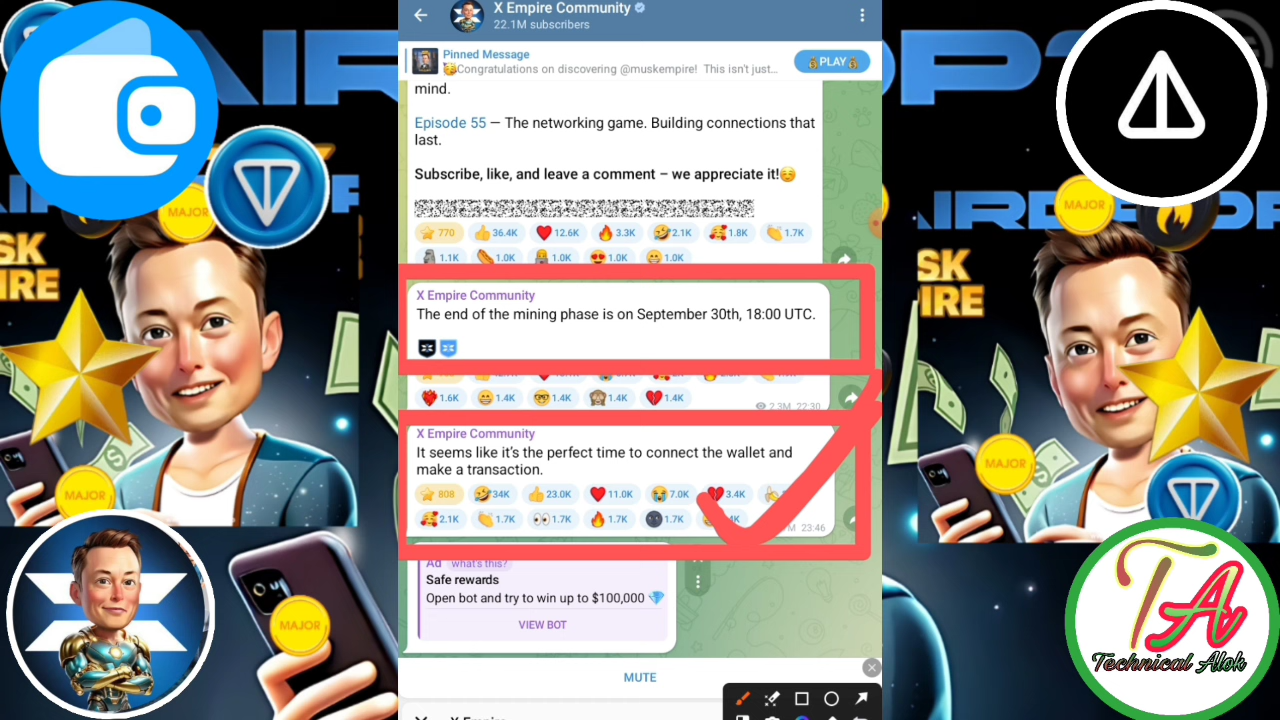 X Empire Community
22.1M subscribers
Pinned Message
🥳Congratulations on discovering @muskempire! This isn't just...
💰PLAY💰
mind.
Episode 55 — The networking game. Building connections that
last.
Subscribe, like, and leave a comment – we appreciate it!☺️
770 36.4K 12.6K 3.3K 2.1K 1.8K 1.7K
1.1K 1.0K 1.0K 1.0K 1.0K
X Empire Community
The end of the mining phase is on September 30th, 18:00 UTC.
1.6K 1.4K 1.4K 1.4K 1.4K
2.3M 22:30
X Empire Community
It seems like it's the perfect time to connect the wallet and
make a transaction.
808 34K 23.0K 11.0K 7.0K 3.4K
2.1K 1.7K 1.7K 1.7K 1.7K
23:46
Ad what's this?
Safe rewards
Open bot and try to win up to $100,000 💎
VIEW BOT
MUTE
X Empire
MAJOR
SK
IRE
MAJOR
MAJOR
MAJOR
SK
IRE
MAJOR
TA
Technical Alok